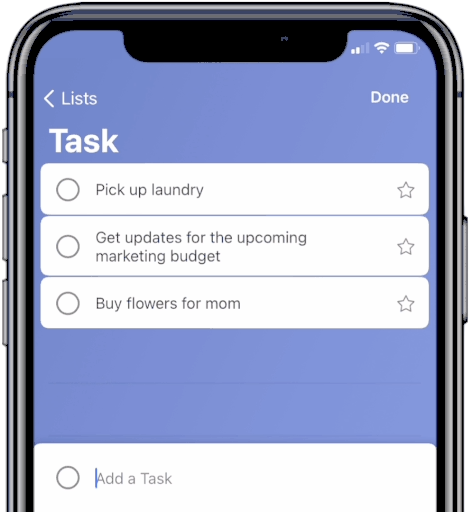 Lists
Done
Task
Pick up laundry
Get updates for the upcoming
marketing budget
Buy flowers for mom
Add a Task